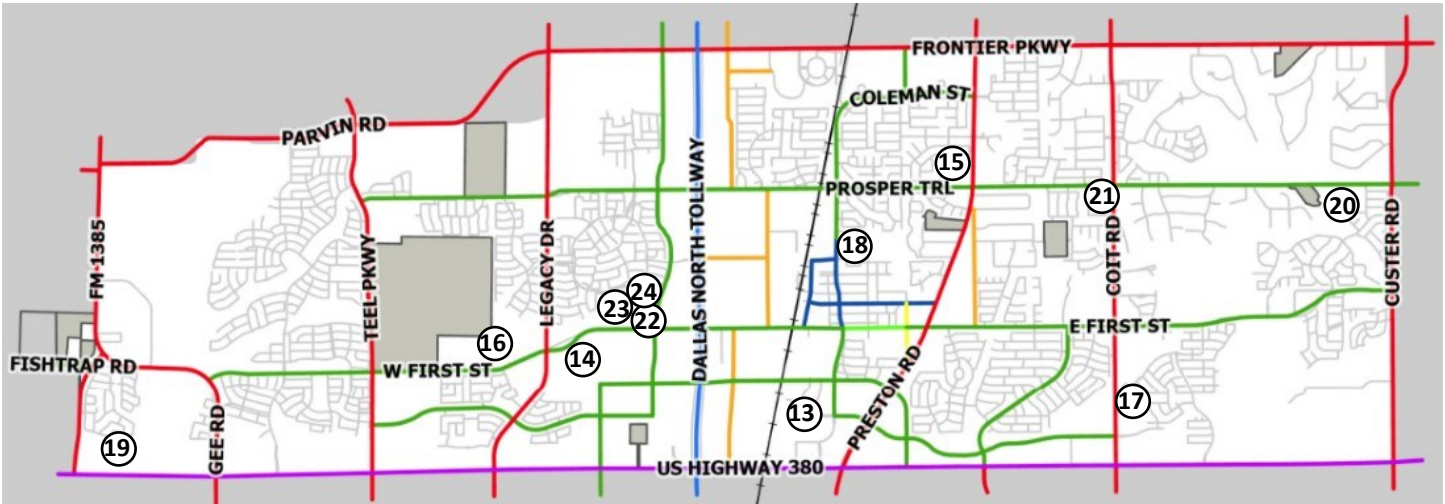 FRONTIER PKWY
COLEMAN ST
PARVIN RD
DALLAS NORTH TOLLWAY
15
PROSPER TRL
21
20
FM 1385
TEEL PKWY
LEGACY DR
COIT RD
CUSTER RD
18
24
23
22
E FIRST ST
16
14
FISHTRAP RD
W FIRST ST
PRESTON RD
13
17
GEE RD
19
US HIGHWAY 380